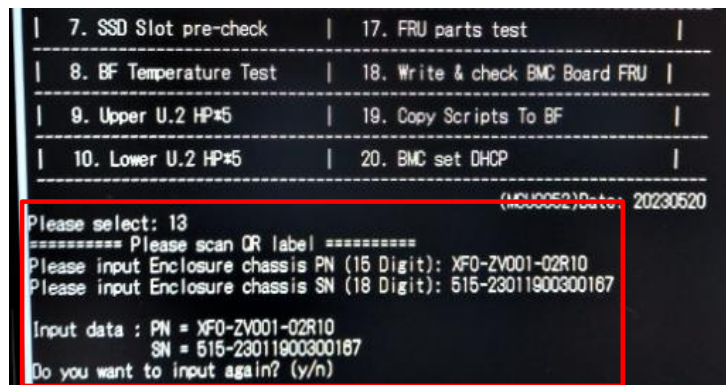 | 7. SSD Slot pre-check | 17. FRU parts test |
| 8. BF Temperature Test | 18. Write & check BMC Board FRU |
| 9. Upper U.2 HP*5 | 19. Copy Scripts To BF |
| 10. Lower U.2 HP*5 | 20. BMC set DHCP |
Date: 20230520
Please select: 13
========== Please scan QR label ==========
Please input Enclosure chassis PN (15 Digit): XF0-ZV001-02R10
Please input Enclosure chassis SN (18 Digit): 515-23011900300167
Input data : PN = XF0-ZV001-02R10
SN = 515-23011900300167
Do you want to input again? (y/n)